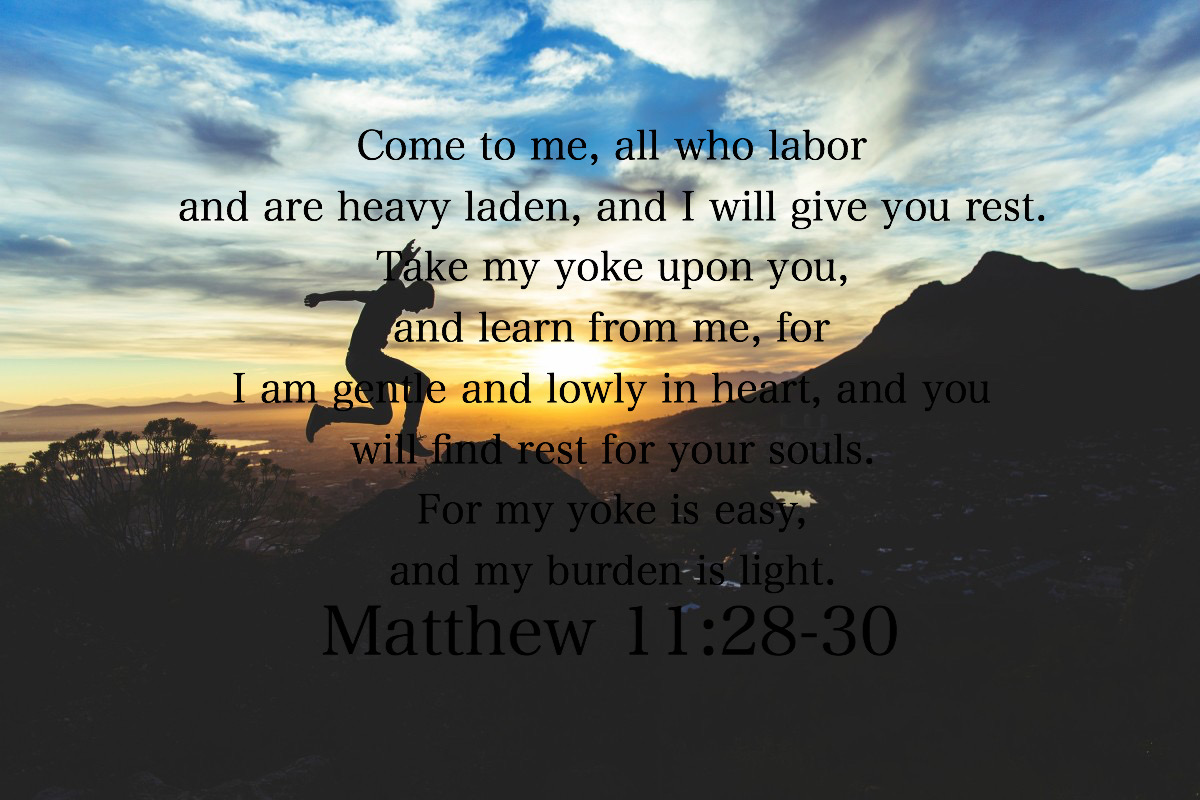 Come to me, all who labor
and are heavy laden, and I will give you rest.
Take my yoke upon you,
and learn from me, for
I am gentle and lowly in heart, and you
will find rest for your souls.
For my yoke is easy,
and my burden is light.
Matthew 11:28-30